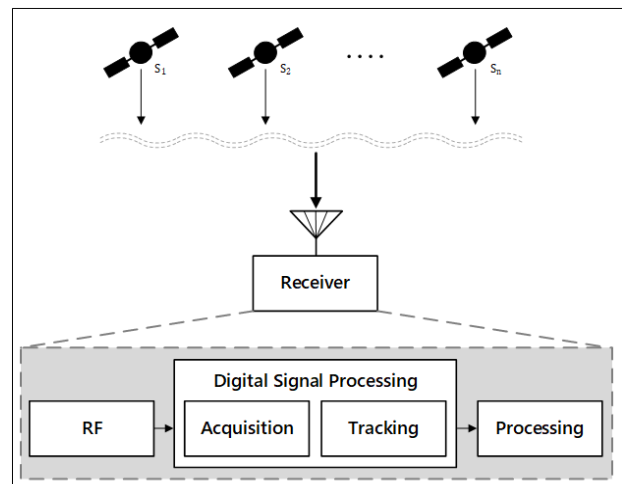 S1 S2 .... Sn
Receiver
Digital Signal Processing
RF Acquisition Tracking Processing